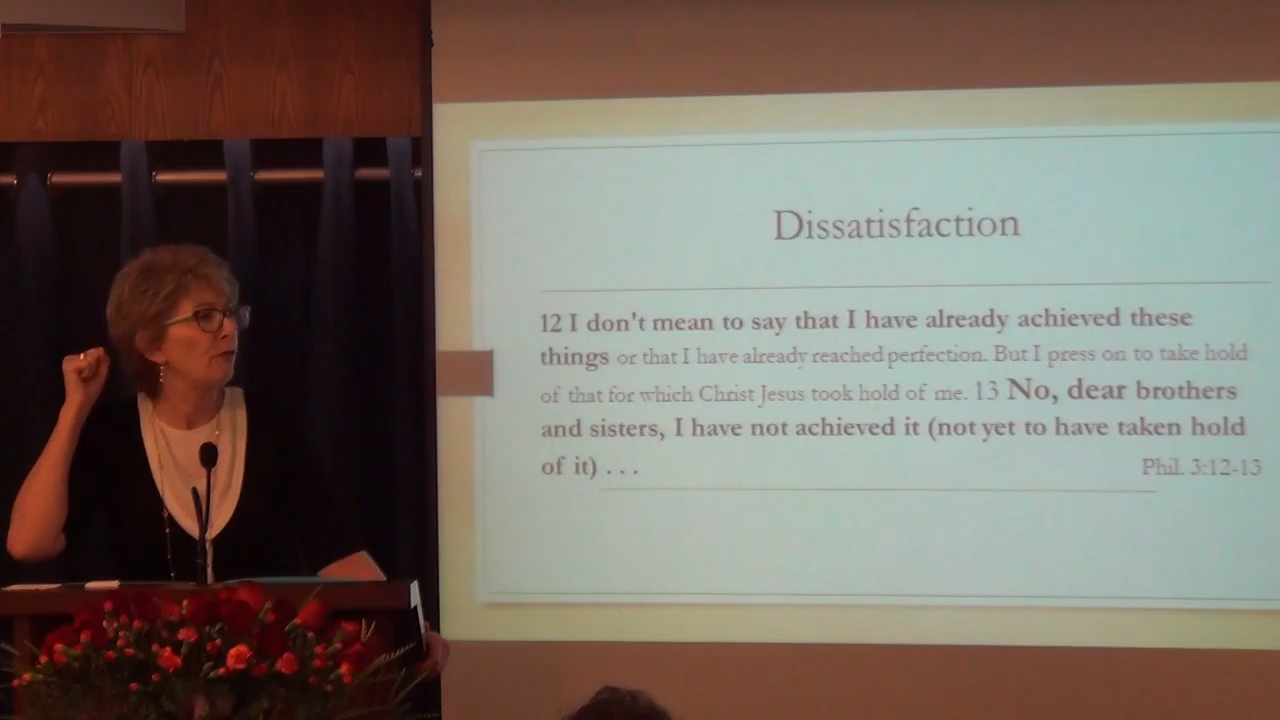 Dissatisfaction
12 I don't mean to say that I have already achieved these
things or that I have already reached perfection. But I press on to take hold
of that for which Christ Jesus took hold of me. 13 No, dear brothers
and sisters, I have not achieved it (not yet to have taken hold
of it) . . . Phil. 3:12-13